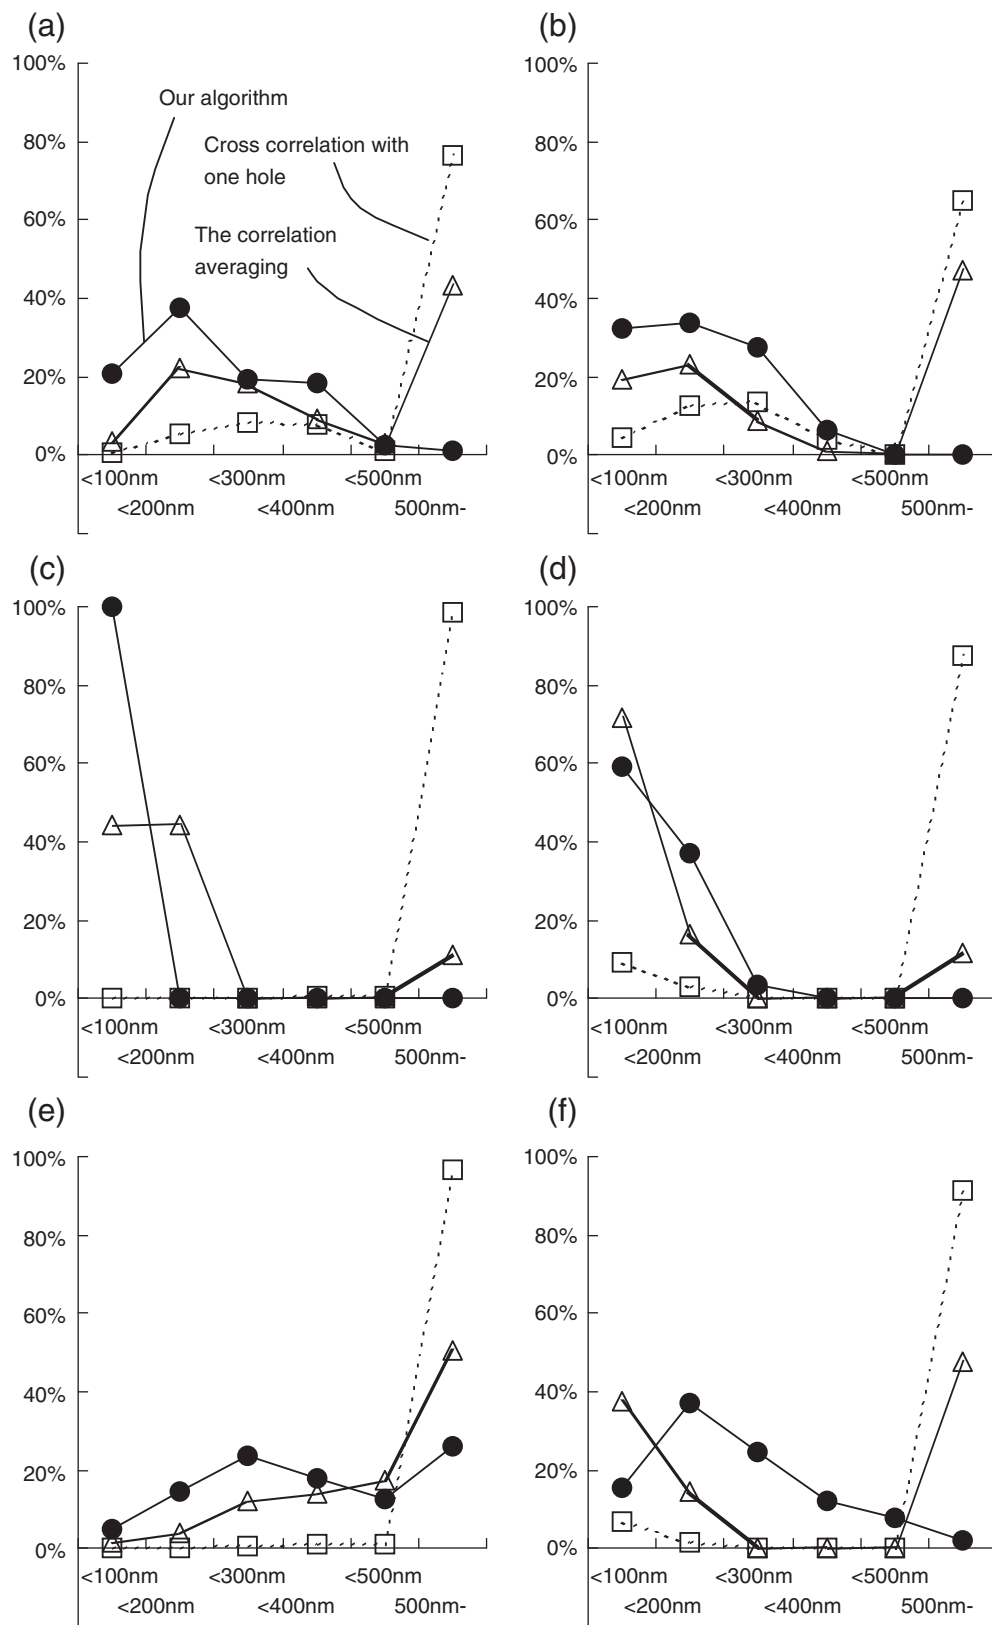 (a)
100%
80%
60%
40%
20%
0%
Our algorithm
Cross correlation with
one hole
The correlation
averaging
<100nm <300nm <500nm
<200nm <400nm 500nm-
(b)
100%
80%
60%
40%
20%
0%
<100nm <300nm <500nm
<200nm <400nm 500nm-
(c)
100%
80%
60%
40%
20%
0%
<100nm <300nm <500nm
<200nm <400nm 500nm-
(d)
100%
80%
60%
40%
20%
0%
<100nm <300nm <500nm
<200nm <400nm 500nm-
(e)
100%
80%
60%
40%
20%
0%
<100nm <300nm <500nm
<200nm <400nm 500nm-
(f)
100%
80%
60%
40%
20%
0%
<100nm <300nm <500nm
<200nm <400nm 500nm-